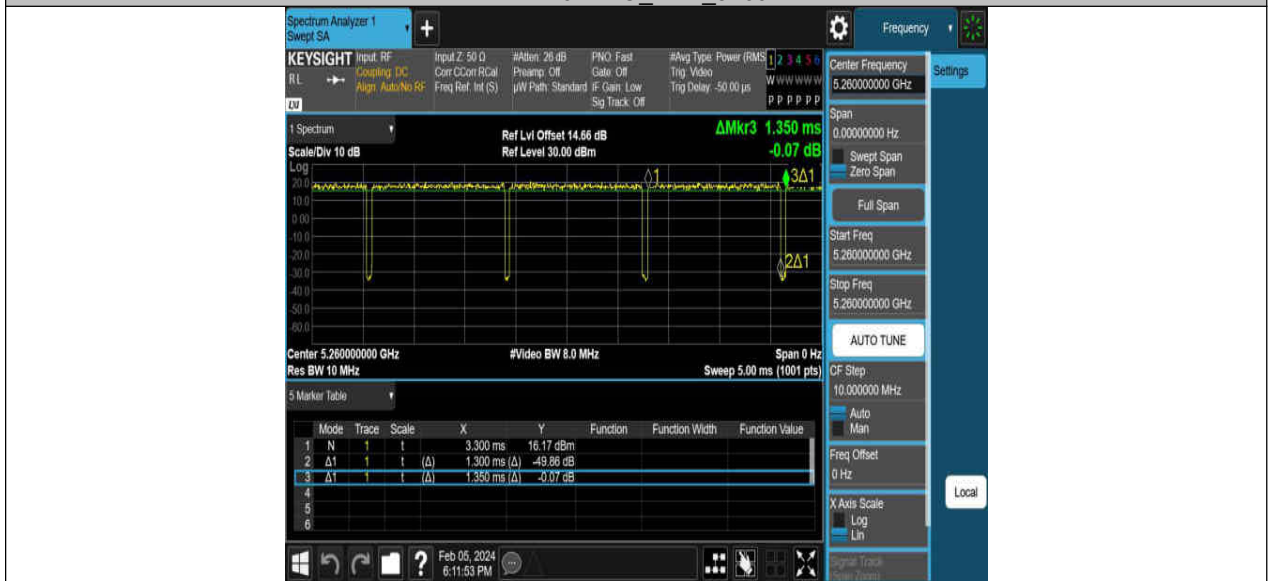 Spectrum Analyzer 1
Swept SA
+
Frequency
KEYSIGHT
RL
LXI
Input: RF
Coupling: DC
Align: Auto/No RF
Input Z: 50 Ω
Corr CCorr RCal
Freq Ref: Int (S)
#Atten: 26 dB
Preamp: Off
µW Path: Standard
PNO: Fast
Gate: Off
IF Gain: Low
Sig Track: Off
#Avg Type: Power (RMS
Trig: Video
Trig Delay: -50.00 µs
1 2 3 4 5 6
W W W W W W
P P P P P P
Center Frequency
5.260000000 GHz
Settings
1 Spectrum
Scale/Div 10 dB
Ref Lvl Offset 14.66 dB
Ref Level 30.00 dBm
ΔMkr3 1.350 ms
-0.07 dB
Log
20.0
10.0
0.00
-10.0
-20.0
-30.0
-40.0
-50.0
-60.0
1
3Δ1
2Δ1
Center 5.260000000 GHz
#Video BW 8.0 MHz
Span 0 Hz
Res BW 10 MHz
Sweep 5.00 ms (1001 pts)
Span
0.00000000 Hz
Swept Span
Zero Span
Full Span
Start Freq
5.260000000 GHz
Stop Freq
5.260000000 GHz
AUTO TUNE
CF Step
10.000000 MHz
Auto
Man
Freq Offset
0 Hz
X Axis Scale
Log
Lin
Signal Track
(Span Zoom)
Local
5 Marker Table
Mode Trace Scale X Y Function Function Width Function Value
1 N 1 t 3.300 ms 16.17 dBm
2 Δ1 1 t (Δ) 1.300 ms (Δ) -49.86 dB
3 Δ1 1 t (Δ) 1.350 ms (Δ) -0.07 dB
4
5
6
?
Feb 05, 2024
6:11:53 PM